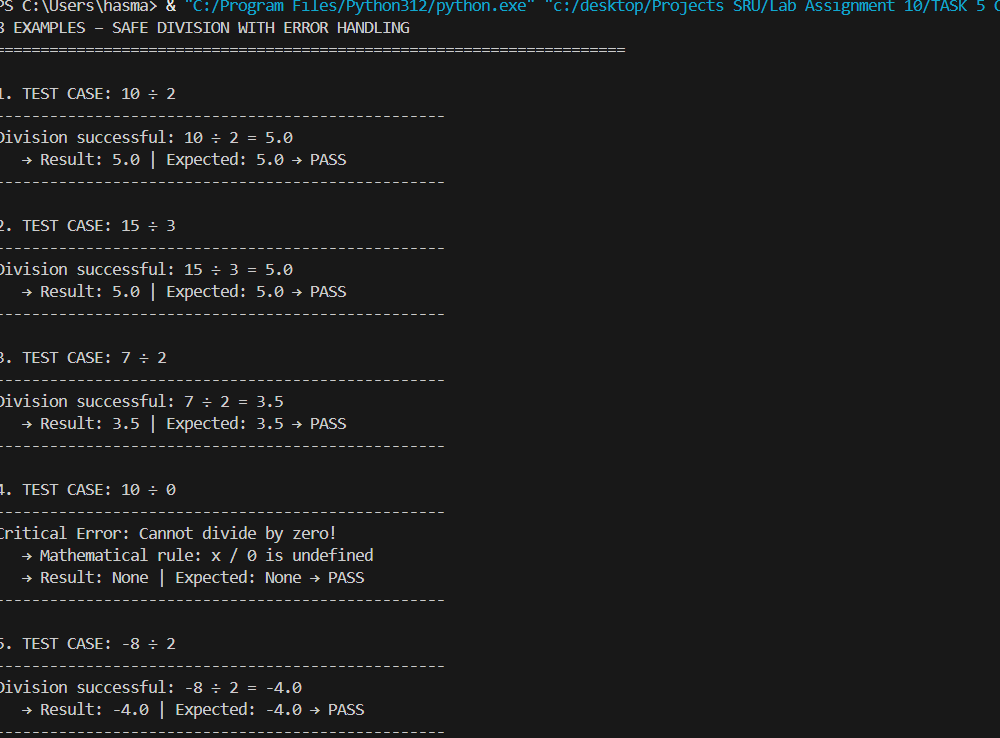 PS C:\Users\hasma> & "C:/Program Files/Python312/python.exe" "c:/desktop/Projects SRU/Lab Assignment 10/TASK 5
8 EXAMPLES – SAFE DIVISION WITH ERROR HANDLING
======================================================================
1. TEST CASE: 10 ÷ 2
--------------------------------------------------
Division successful: 10 ÷ 2 = 5.0
→ Result: 5.0 | Expected: 5.0 → PASS
--------------------------------------------------
2. TEST CASE: 15 ÷ 3
--------------------------------------------------
Division successful: 15 ÷ 3 = 5.0
→ Result: 5.0 | Expected: 5.0 → PASS
--------------------------------------------------
3. TEST CASE: 7 ÷ 2
--------------------------------------------------
Division successful: 7 ÷ 2 = 3.5
→ Result: 3.5 | Expected: 3.5 → PASS
--------------------------------------------------
4. TEST CASE: 10 ÷ 0
--------------------------------------------------
Critical Error: Cannot divide by zero!
→ Mathematical rule: x / 0 is undefined
→ Result: None | Expected: None → PASS
--------------------------------------------------
5. TEST CASE: -8 ÷ 2
--------------------------------------------------
Division successful: -8 ÷ 2 = -4.0
→ Result: -4.0 | Expected: -4.0 → PASS
--------------------------------------------------